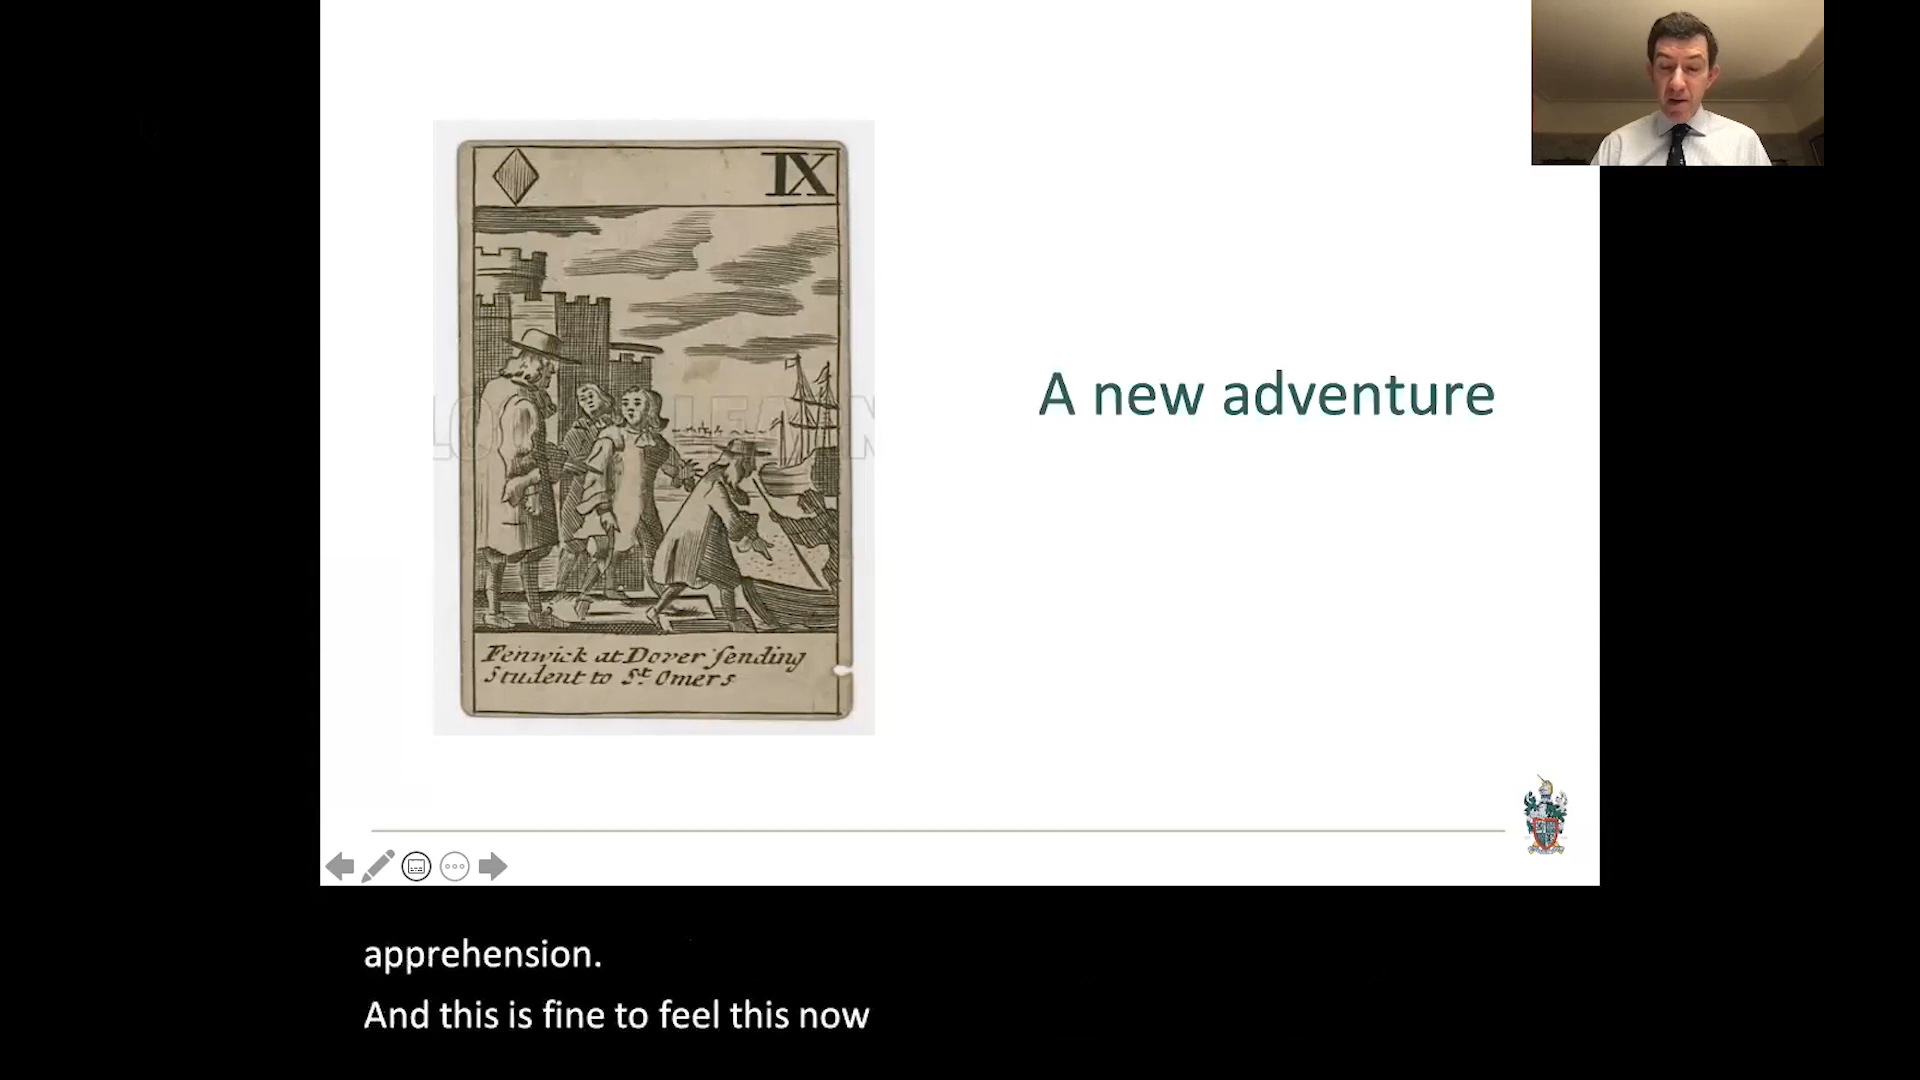 IX
A new adventure
Fenwick at Dover ſending
Student to St. Omers
apprehension.
And this is fine to feel this now